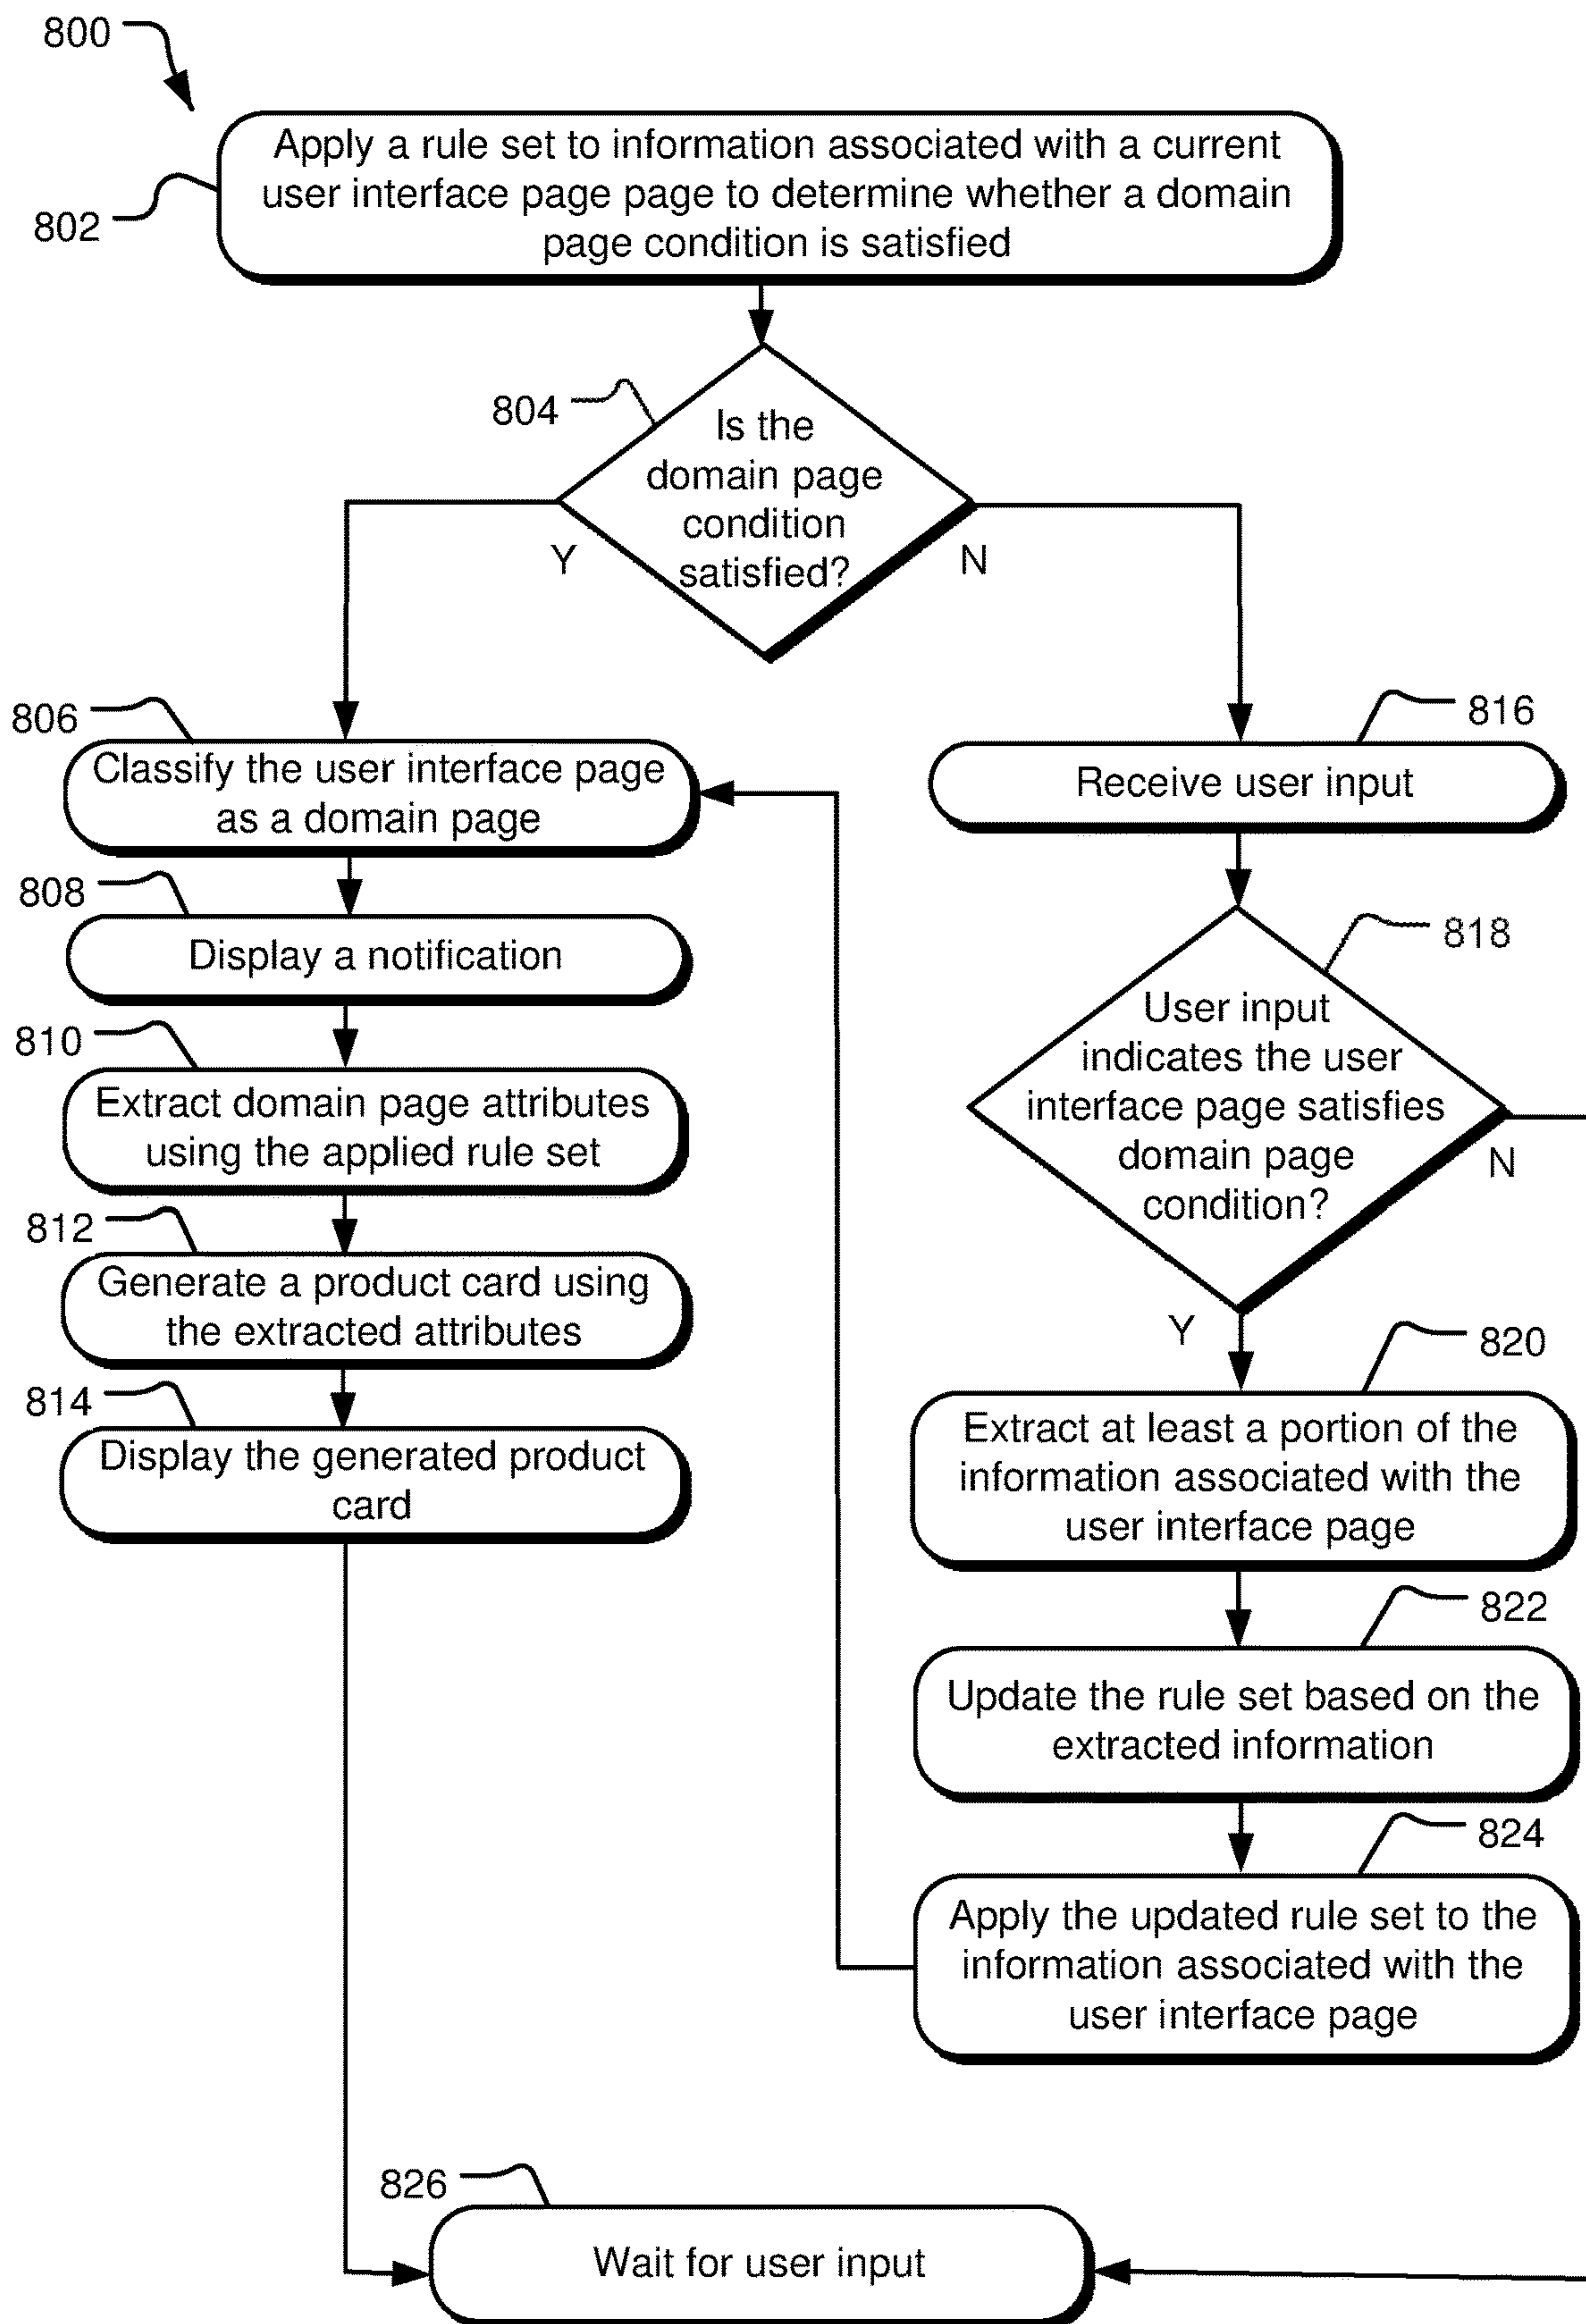 800
802
Apply a rule set to information associated with a current
user interface page page to determine whether a domain
page condition is satisfied
804
Is the
domain page
condition
satisfied?
Y
N
806
Classify the user interface page
as a domain page
808
Display a notification
810
Extract domain page attributes
using the applied rule set
812
Generate a product card using
the extracted attributes
814
Display the generated product
card
816
Receive user input
818
User input
indicates the user
interface page satisfies
domain page
condition?
N
Y
820
Extract at least a portion of the
information associated with the
user interface page
822
Update the rule set based on the
extracted information
824
Apply the updated rule set to the
information associated with the
user interface page
826
Wait for user input